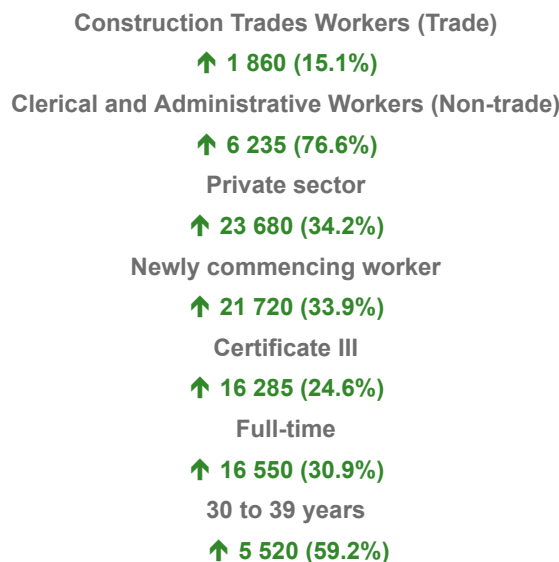 Construction Trades Workers (Trade)
↑ 1 860 (15.1%)
Clerical and Administrative Workers (Non-trade)
↑ 6 235 (76.6%)
Private sector
↑ 23 680 (34.2%)
Newly commencing worker
↑ 21 720 (33.9%)
Certificate III
↑ 16 285 (24.6%)
Full-time
↑ 16 550 (30.9%)
30 to 39 years
↑ 5 520 (59.2%)